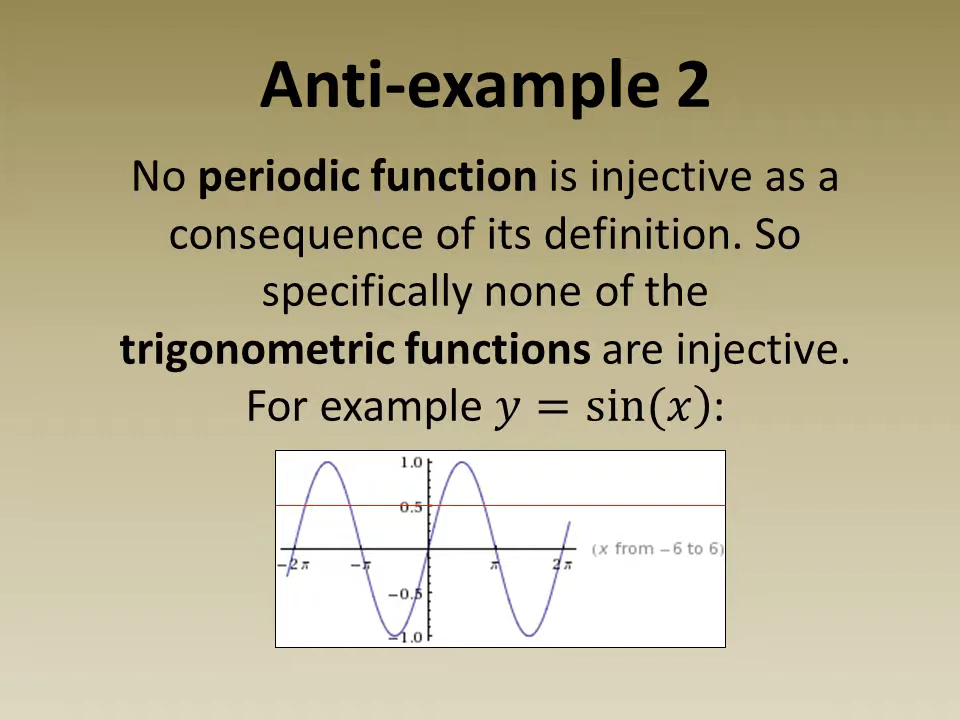 Anti-example 2
No periodic function is injective as a
consequence of its definition. So
specifically none of the
trigonometric functions are injective.
For example y = sin(x):
1.0
0.5
(x from −6 to 6)
−2π
−π
π
2π
−0.5
−1.0